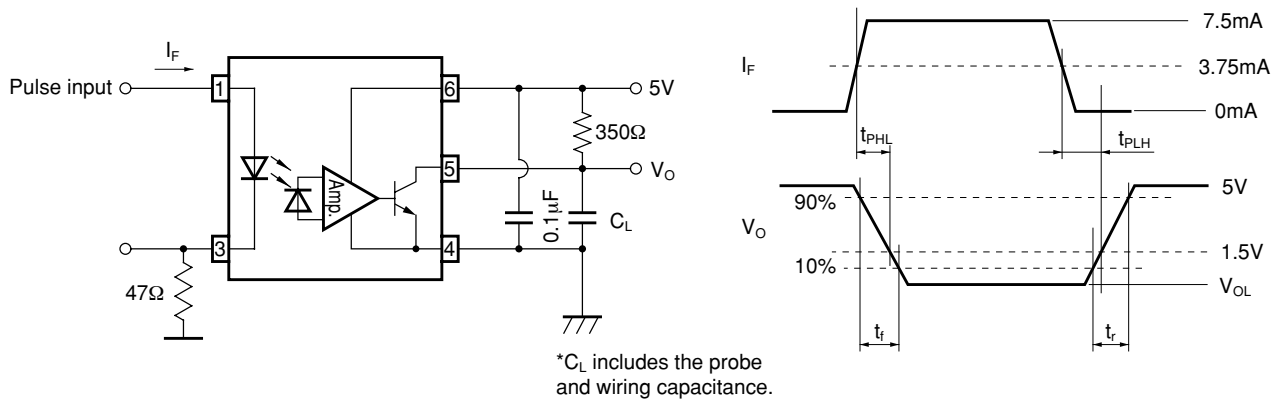 I_F
Pulse input
1
6
5V
350Ω
5
V_O
Amp.
0.1μF
C_L
3
4
47Ω
*C_L includes the probe
and wiring capacitance.
I_F
7.5mA
3.75mA
0mA
t_PHL
t_PLH
V_O
90%
10%
5V
1.5V
V_OL
t_f
t_r